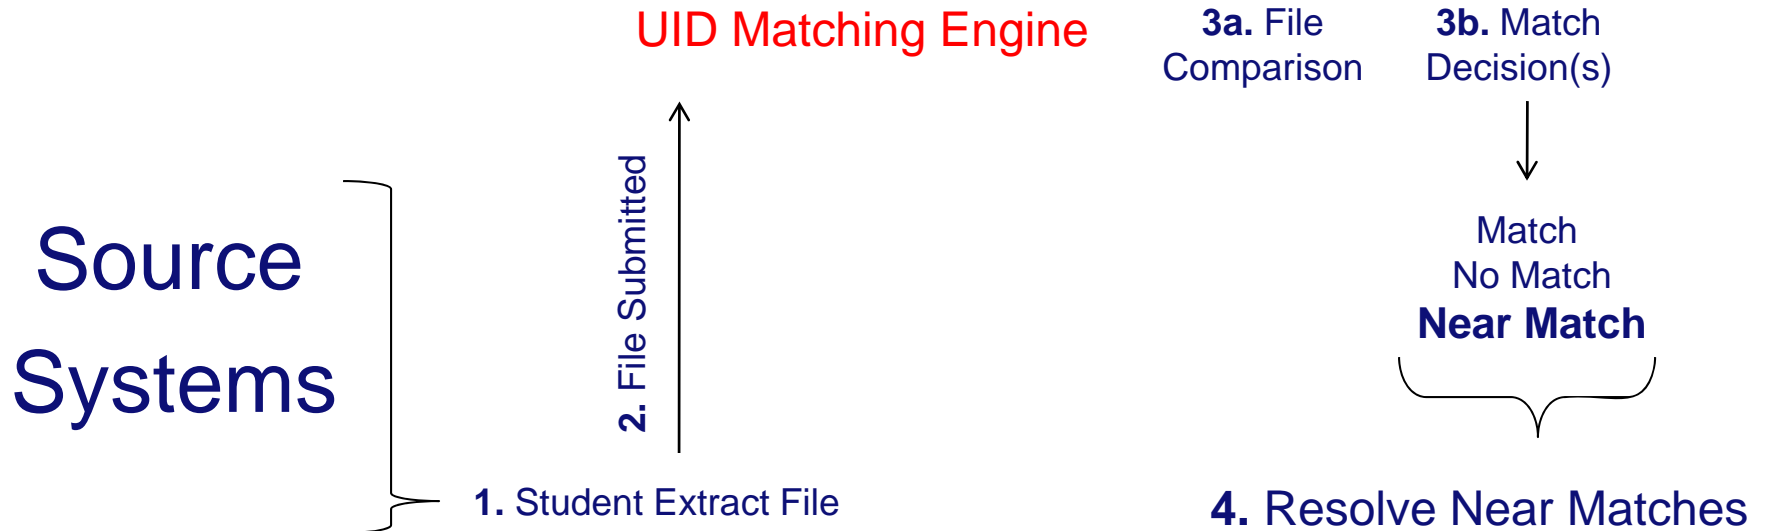 UID Matching Engine
3a. File
Comparison
3b. Match
Decision(s)
Source
Systems
2. File Submitted
Match
No Match
Near Match
1. Student Extract File
4. Resolve Near Matches